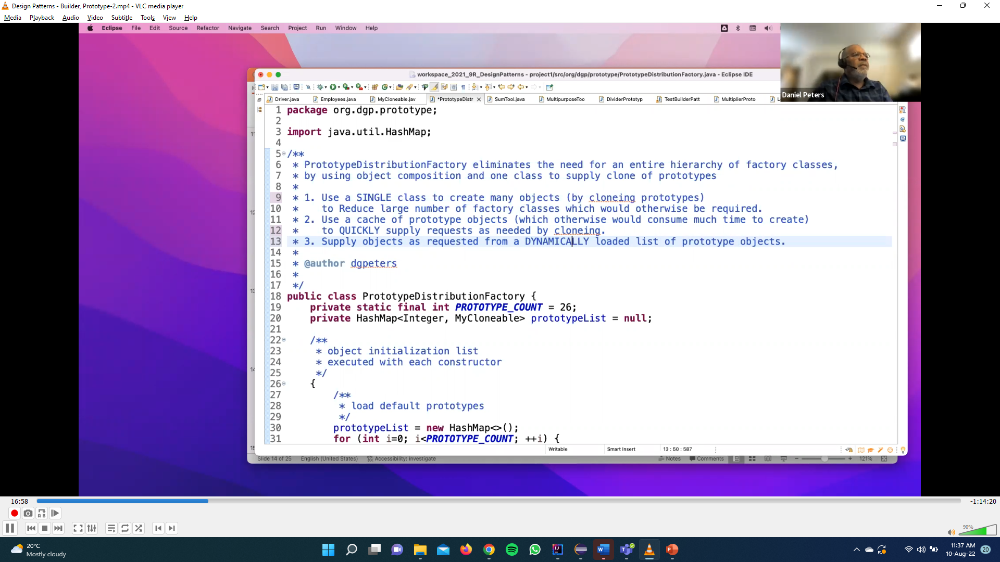 Design Patterns - Builder, Prototype-2.mp4 - VLC media player
Media Playback Audio Video Subtitle Tools View Help
Eclipse File Edit Source Refactor Navigate Search Project Run Window Help
Daniel Peters
workspace_2021_9R_DesignPatterns - project1/src/org/dgp/prototype/PrototypeDistributionFactory.java - Eclipse IDE
Driver.java Employees.java MyCloneable.jav *PrototypeDistr SumTool.java MultipurposeToo DividerPrototyp TestBuilderPatt MultiplierProto L
1 package org.dgp.prototype;
2
3 import java.util.HashMap;
4
5 /**
6 * PrototypeDistributionFactory eliminates the need for an entire hierarchy of factory classes,
7 * by using object composition and one class to supply clone of prototypes
8 *
9 * 1. Use a SINGLE class to create many objects (by cloneing prototypes)
10 * to Reduce large number of factory classes which would otherwise be required.
11 * 2. Use a cache of prototype objects (which otherwise would consume much time to create)
12 * to QUICKLY supply requests as needed by cloneing.
13 * 3. Supply objects as requested from a DYNAMICALLY loaded list of prototype objects.
14 *
15 * @author dgpeters
16 *
17 */
18 public class PrototypeDistributionFactory {
19 private static final int PROTOTYPE_COUNT = 26;
20 private HashMap<Integer, MyCloneable> prototypeList = null;
21
22 /**
23 * object initialization list
24 * executed with each constructor
25 */
26 {
27 /**
28 * load default prototypes
29 */
30 prototypeList = new HashMap<>();
31 for (int i=0; i<PROTOTYPE_COUNT; ++i) {
Writable Smart Insert 13 : 50 : 587
Slide 14 of 25 English (United States) Accessibility: investigate Notes Comments 121%
16:58 -1:14:20
90%
20°C
Mostly cloudy
11:37 AM
10-Aug-22
20